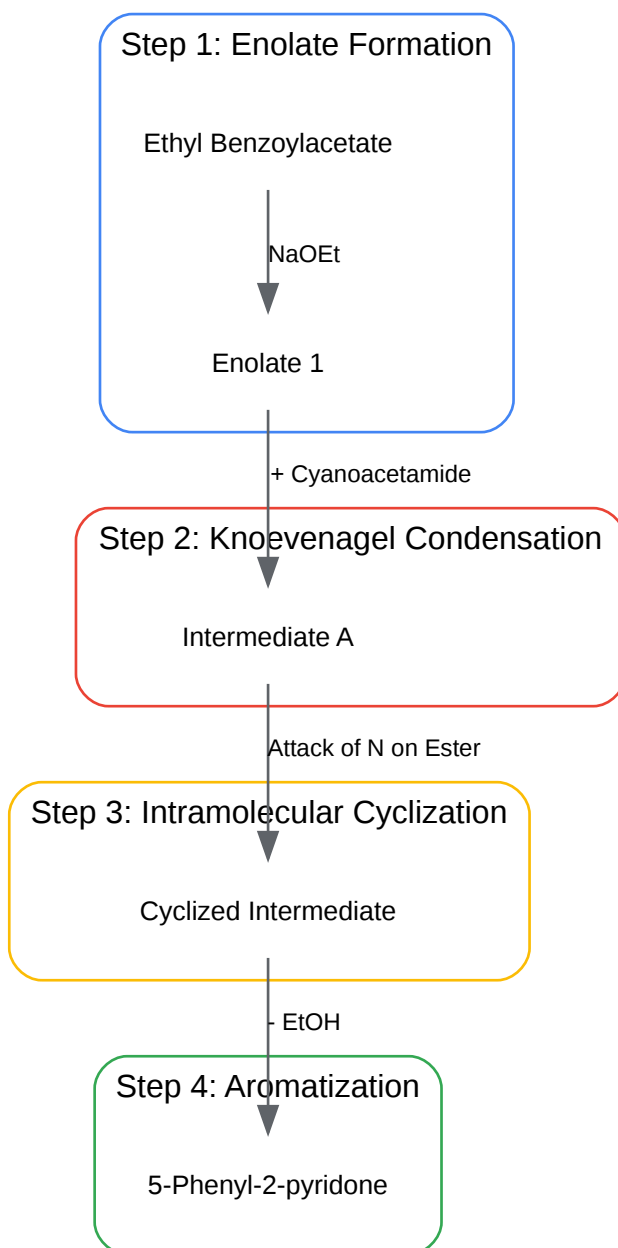 Step 1: Enolate Formation
Ethyl Benzoylacetate
NaOEt
Enolate 1
+ Cyanoacetamide
Step 2: Knoevenagel Condensation
Intermediate A
Attack of N on Ester
Step 3: Intramolecular Cyclization
Cyclized Intermediate
- EtOH
Step 4: Aromatization
5-Phenyl-2-pyridone